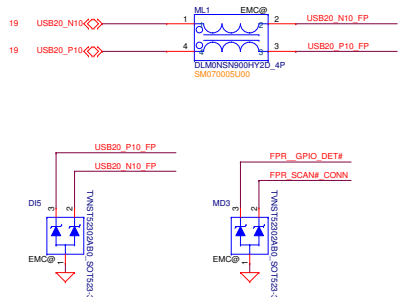 ML1 EMC@
19 USB20_N10 1 2 USB20_N10_FP
19 USB20_P10 4 3 USB20_P10_FP
DLM0NSN900HY2D_4P
SM070005U00
USB20_P10_FP
USB20_N10_FP
FPR_GPIO_DET#
FPR_SCAN#_CONN
DI5 3 2
MD3 3 2
EMC@ 1
EMC@ 1